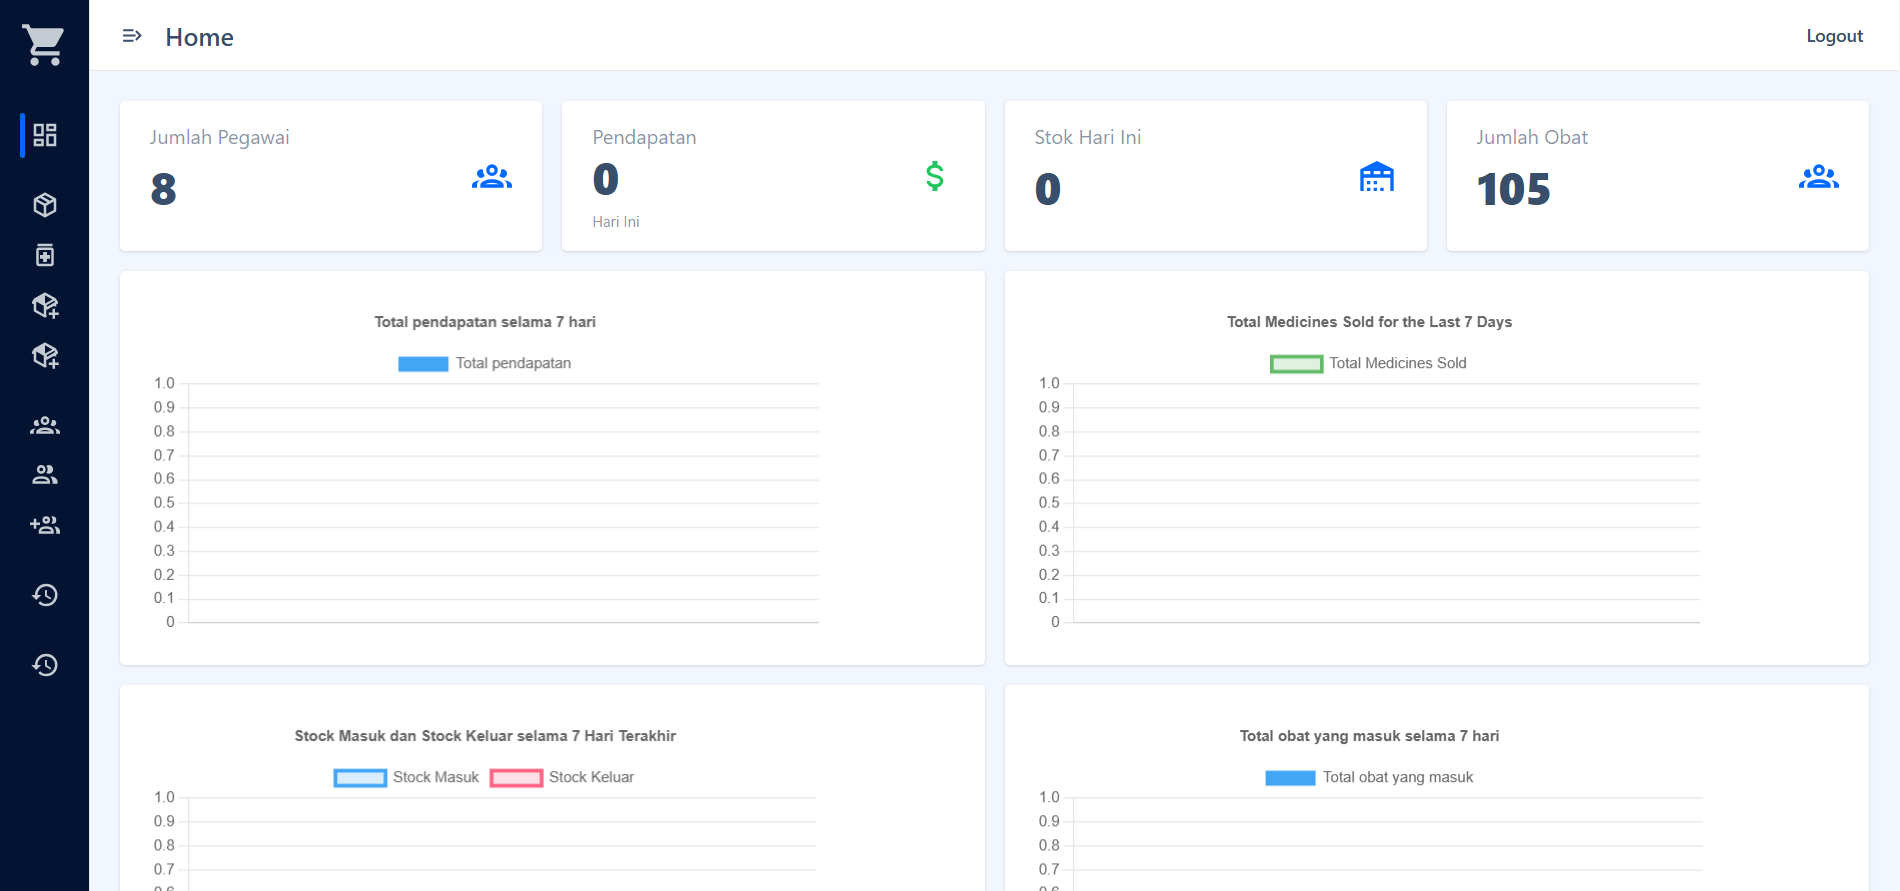 Home
Logout
Jumlah Pegawai
8
Pendapatan
0
Hari Ini
Stok Hari Ini
0
Jumlah Obat
105
Total pendapatan selama 7 hari
Total pendapatan
1.0
0.9
0.8
0.7
0.6
0.5
0.4
0.3
0.2
0.1
0
Total Medicines Sold for the Last 7 Days
Total Medicines Sold
1.0
0.9
0.8
0.7
0.6
0.5
0.4
0.3
0.2
0.1
0
Stock Masuk dan Stock Keluar selama 7 Hari Terakhir
Stock Masuk Stock Keluar
1.0
0.9
0.8
0.7
0.6
Total obat yang masuk selama 7 hari
Total obat yang masuk
1.0
0.9
0.8
0.7
0.6